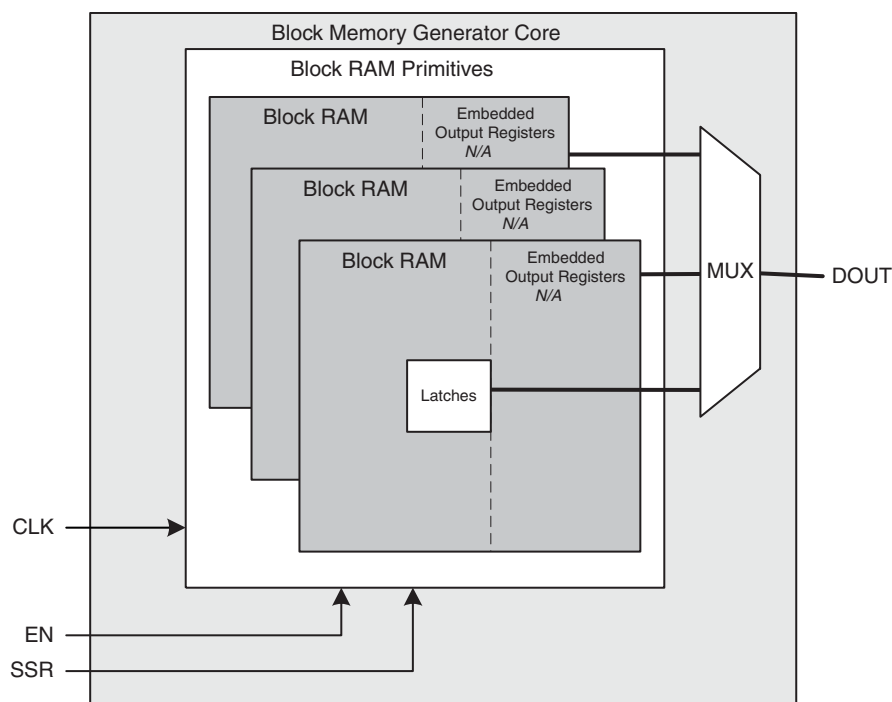 Block Memory Generator Core
Block RAM Primitives
Block RAM
Embedded
Output Registers
N/A
Block RAM
Embedded
Output Registers
N/A
Block RAM
Embedded
Output Registers
N/A
MUX
DOUT
Latches
CLK
EN
SSR